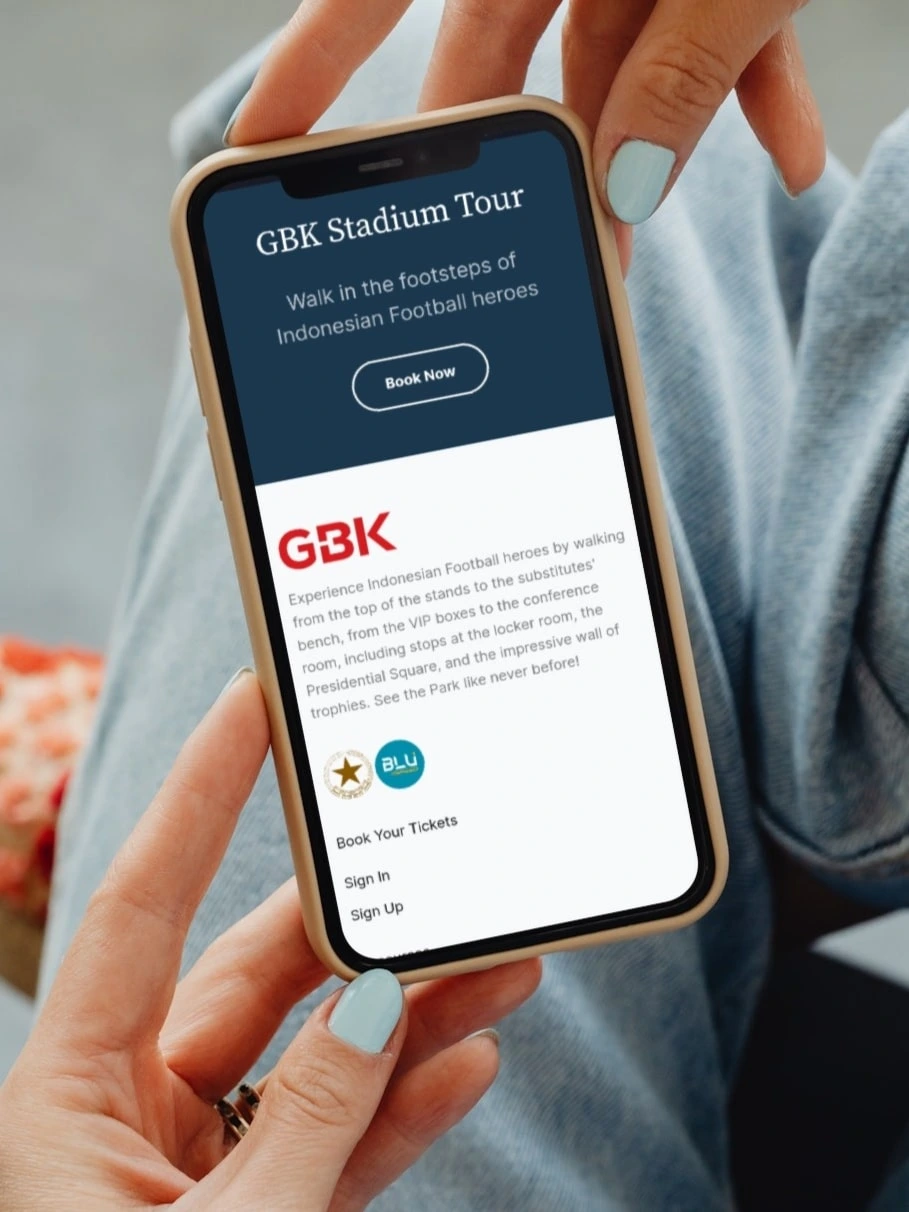 GBK Stadium Tour
Walk in the footsteps of
Indonesian Football heroes
Book Now
GBK
Experience Indonesian Football heroes by walking
from the top of the stands to the substitutes'
bench, from the VIP boxes to the conference
room, including stops at the locker room, the
Presidential Square, and the impressive wall of
trophies. See the Park like never before!
BLU
Book Your Tickets
Sign In
Sign Up